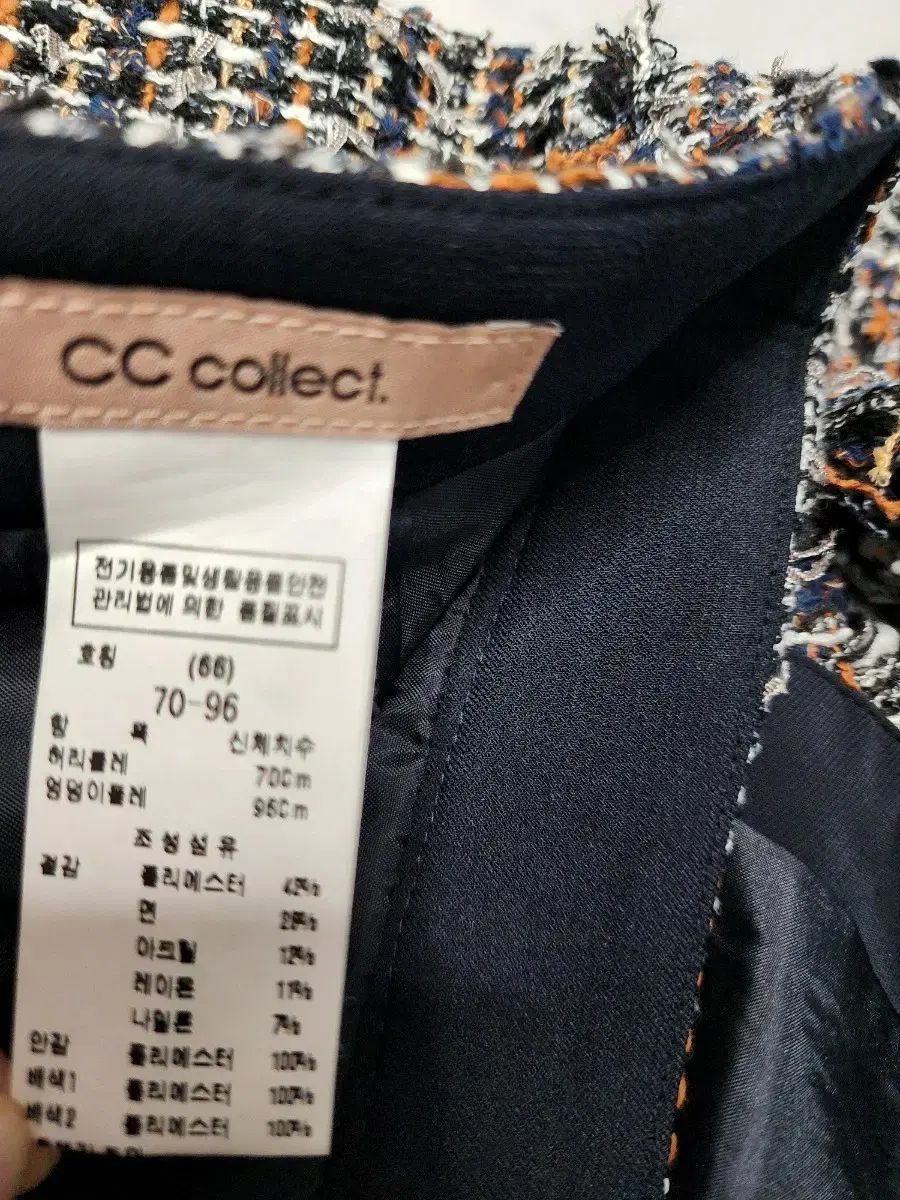 CC collect.
전기용품및생활용품안전
관리법에 의한 품질표시
호칭 (66)
70-96
항 목 신체치수
허리둘레 70Cm
엉덩이둘레 96Cm
조성섬유
겉감 폴리에스터 42%
면 28%
아크릴 12%
레이온 11%
나일론 7%
안감 폴리에스터 100%
배색1 폴리에스터 100%
배색2 폴리에스터 100%